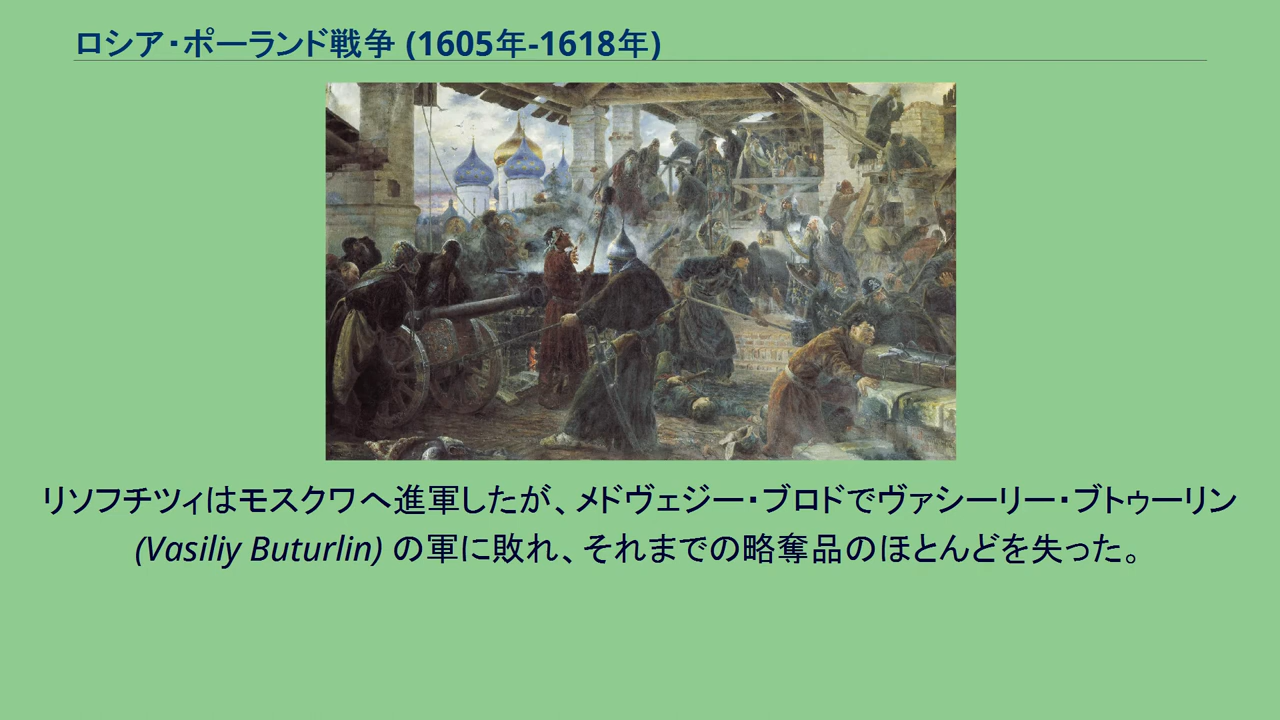 ロシア・ポーランド戦争 (1605年-1618年)
リソフチツィはモスクワへ進軍したが、メドヴェジー・ブロドでヴァシーリー・ブトゥーリン
(Vasiliy Buturlin) の軍に敗れ、それまでの略奪品のほとんどを失った。